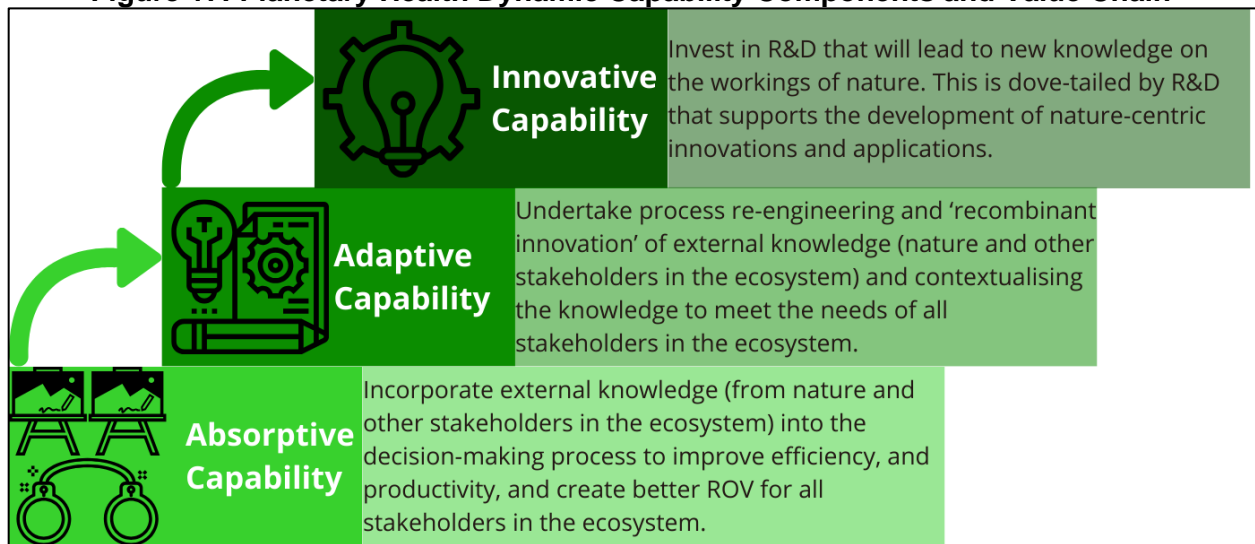 Innovative
Capability
Invest in R&D that will lead to new knowledge on
the workings of nature. This is dove-tailed by R&D
that supports the development of nature-centric
innovations and applications.
Adaptive
Capability
Undertake process re-engineering and ‘recombinant
innovation’ of external knowledge (nature and other
stakeholders in the ecosystem) and contextualising
the knowledge to meet the needs of all
stakeholders in the ecosystem.
Absorptive
Capability
Incorporate external knowledge (from nature and
other stakeholders in the ecosystem) into the
decision-making process to improve efficiency, and
productivity, and create better ROV for all
stakeholders in the ecosystem.